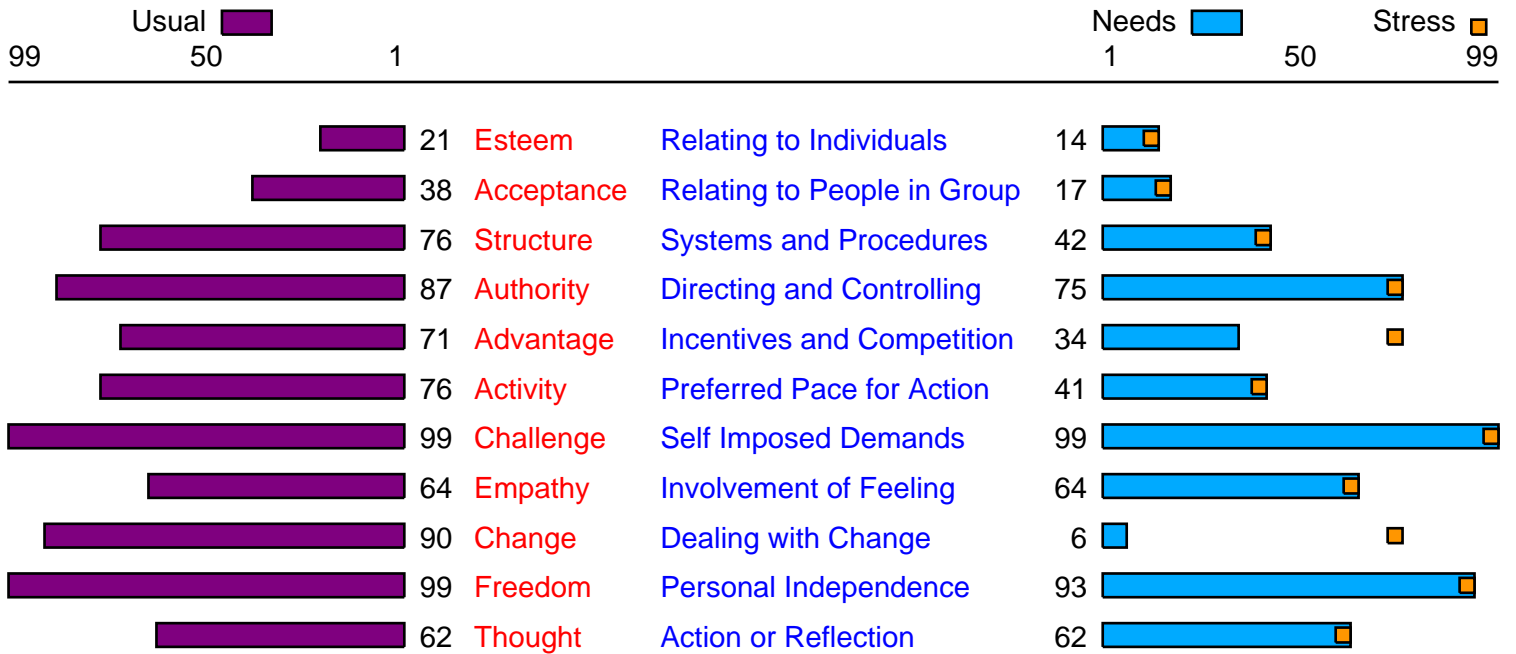 Usual Needs Stress
99 50 1 1 50 99
21 Esteem Relating to Individuals 14
38 Acceptance Relating to People in Group 17
76 Structure Systems and Procedures 42
87 Authority Directing and Controlling 75
71 Advantage Incentives and Competition 34
76 Activity Preferred Pace for Action 41
99 Challenge Self Imposed Demands 99
64 Empathy Involvement of Feeling 64
90 Change Dealing with Change 6
99 Freedom Personal Independence 93
62 Thought Action or Reflection 62